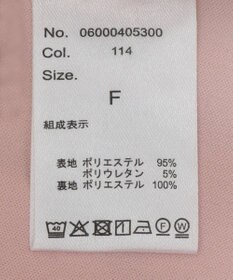 No. 06000405300
Col. 114
Size.
F
組成表示
表地 ポリエステル 95%
ポリウレタン 5%
裏地 ポリエステル 100%